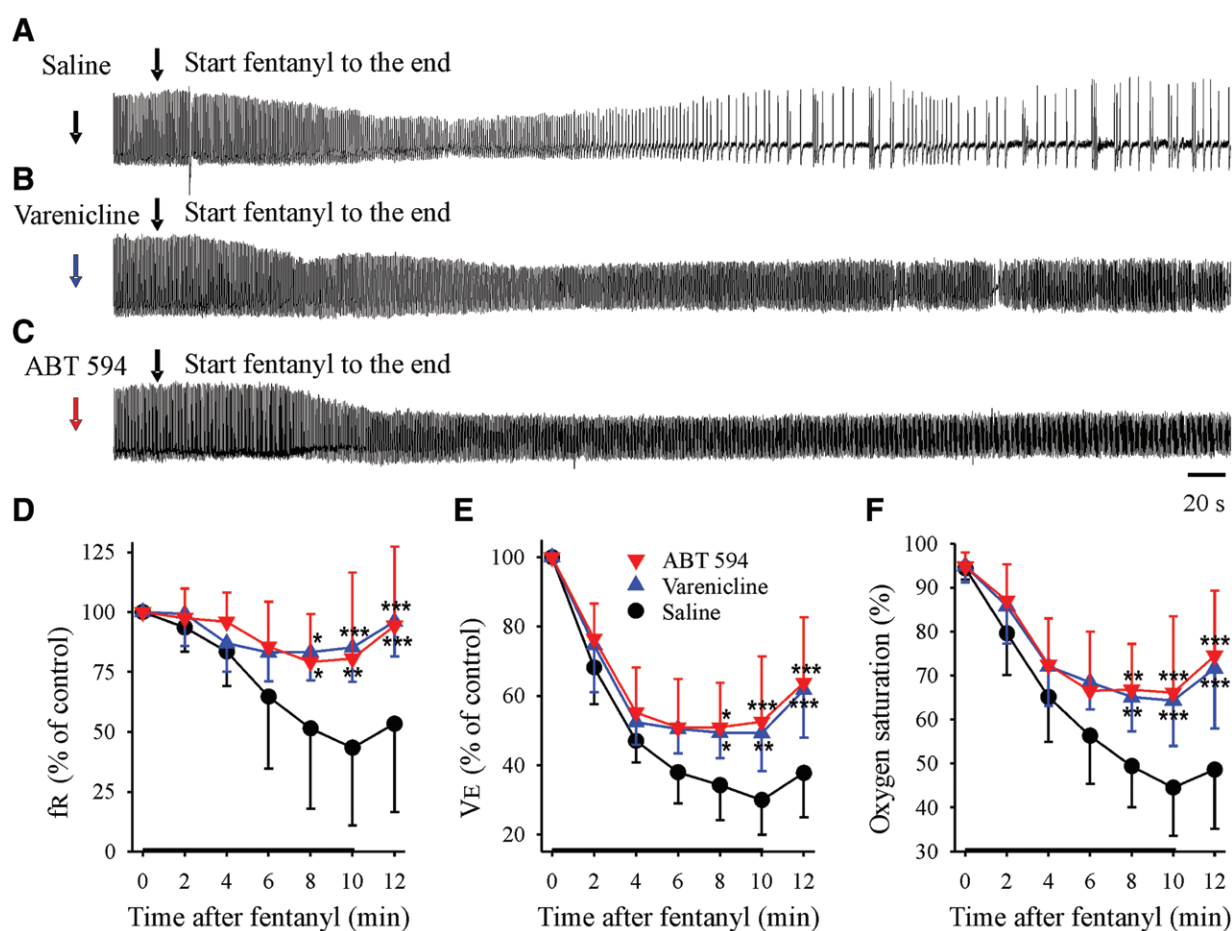 A
Saline
Start fentanyl to the end
B
Varenicline
Start fentanyl to the end
C
ABT 594
Start fentanyl to the end
20 s
D
fR (% of control)
125
100
75
50
25
0
* *** ***
* ** ***
0 2 4 6 8 10 12
Time after fentanyl (min)
E
VE (% of control)
100
80
60
40
20
ABT 594
Varenicline
Saline
* *** ***
* ** ***
0 2 4 6 8 10 12
Time after fentanyl (min)
F
Oxygen saturation (%)
100
90
80
70
60
50
40
30
** *** ***
** *** ***
0 2 4 6 8 10 12
Time after fentanyl (min)